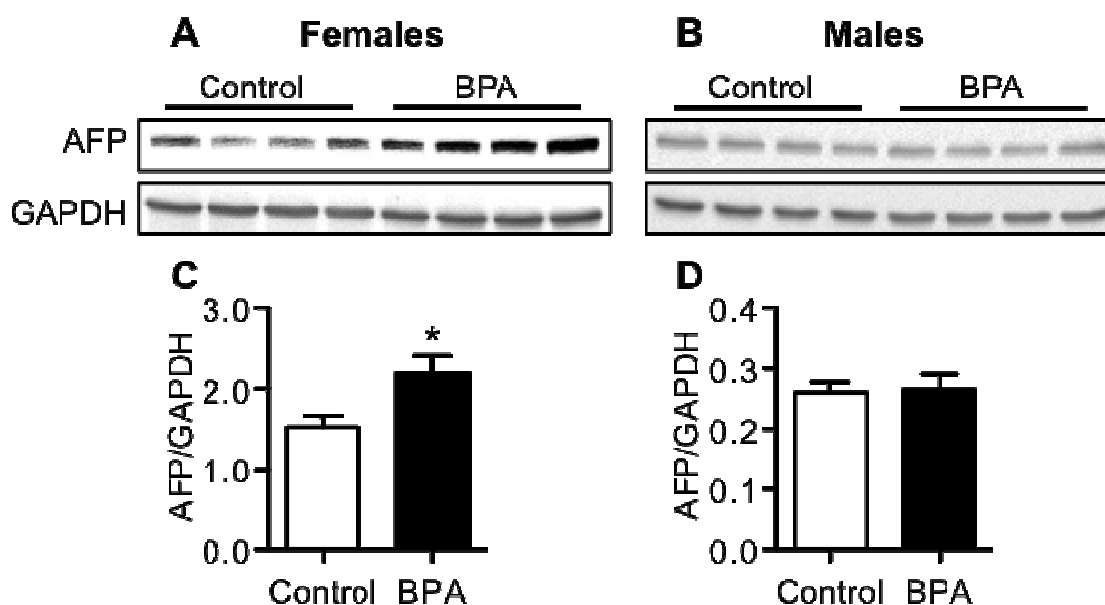 A Females
B Males
Control BPA
Control BPA
AFP
GAPDH
C
3.0
2.0
1.0
0.0
AFP/GAPDH
*
Control BPA
D
0.4
0.3
0.2
0.1
0.0
AFP/GAPDH
Control BPA